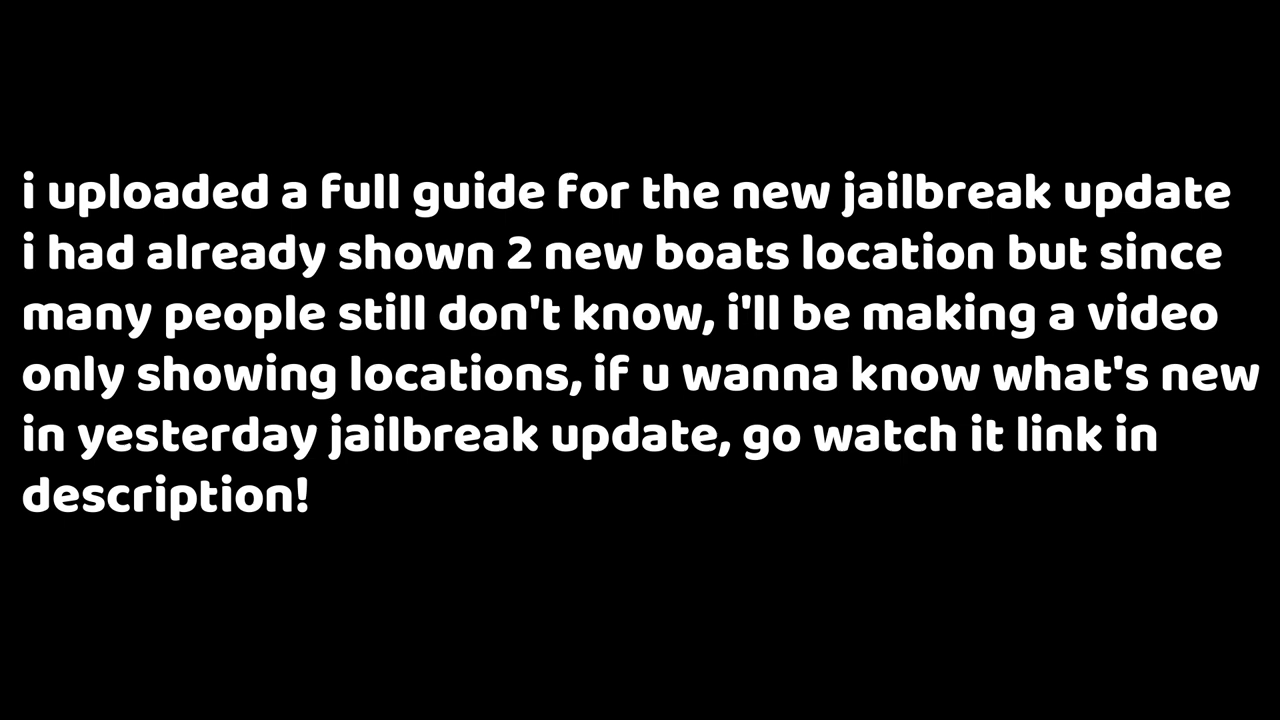 i uploaded a full guide for the new jailbreak update
i had already shown 2 new boats location but since
many people still don't know, i'll be making a video
only showing locations, if u wanna know what's new
in yesterday jailbreak update, go watch it link in
description!